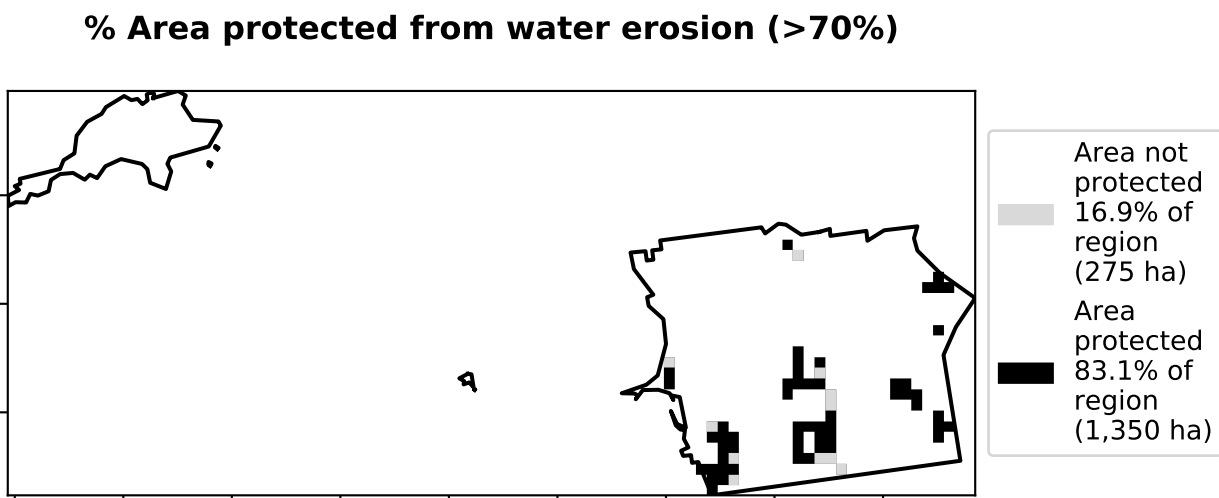 % Area protected from water erosion (>70%)
Area not
protected
16.9% of
region
(275 ha)
Area
protected
83.1% of
region
(1,350 ha)